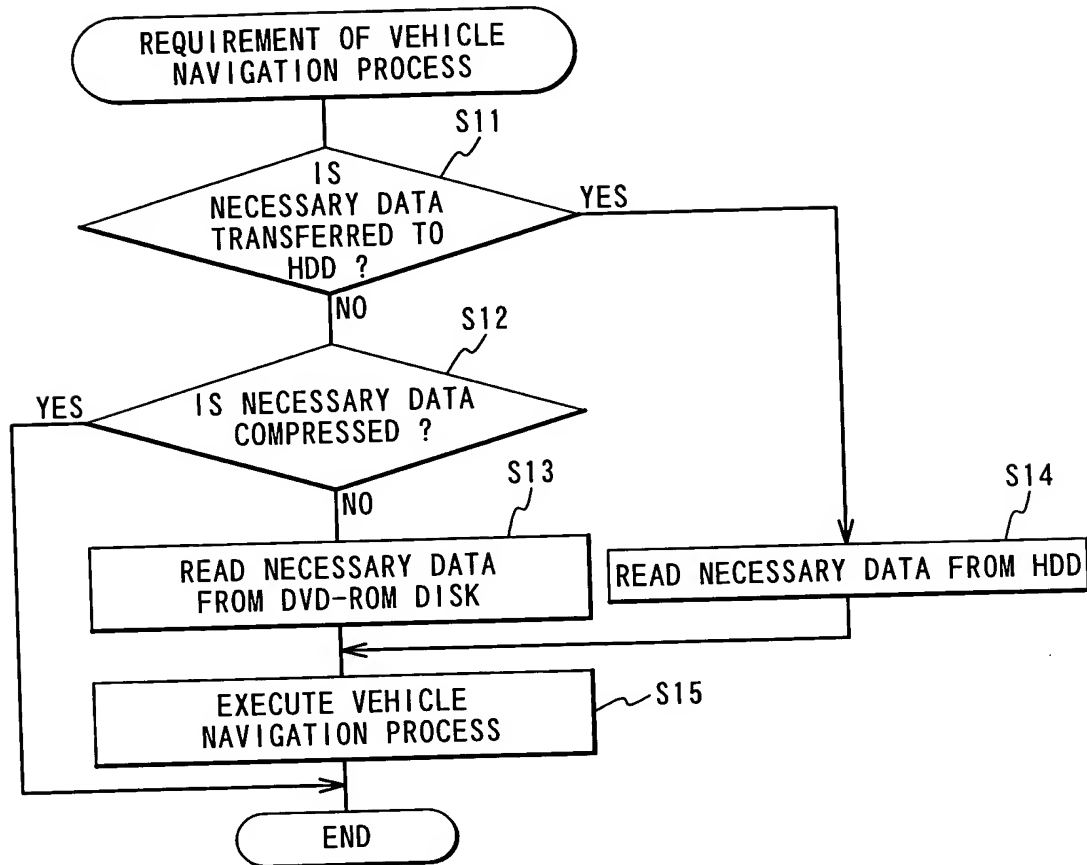 REQUIREMENT OF VEHICLE
NAVIGATION PROCESS
S11
IS
NECESSARY DATA
TRANSFERRED TO
HDD ?
YES
NO
S12
YES
IS NECESSARY DATA
COMPRESSED ?
NO
S13
READ NECESSARY DATA
FROM DVD-ROM DISK
S14
READ NECESSARY DATA FROM HDD
EXECUTE VEHICLE
NAVIGATION PROCESS
S15
END